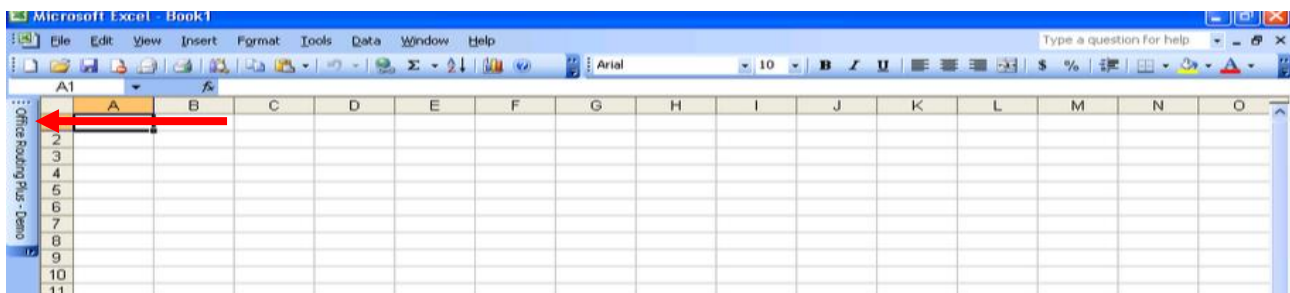 Microsoft Excel - Book1
File Edit View Insert Format Tools Data Window Help Type a question for help
Arial 10 B I U $ %
A1 fx
A B C D E F G H I J K L M N O
2
3
4
5
6
7
8
9
10
11
Office Routing Plus - Demo